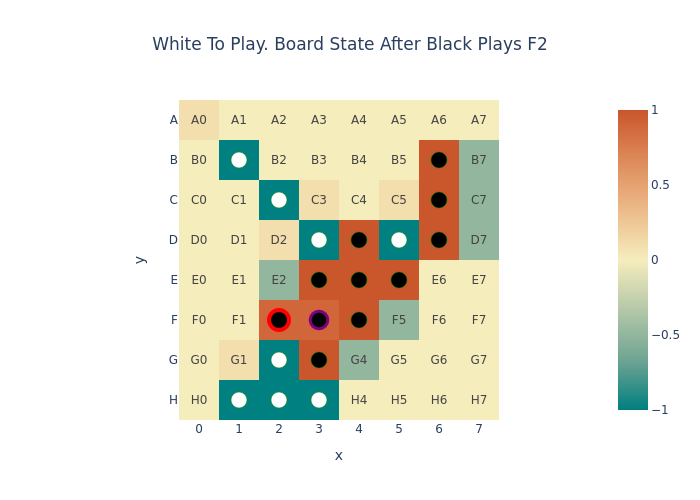 White To Play. Board State After Black Plays F2
A A0 A1 A2 A3 A4 A5 A6 A7
B B0 B2 B3 B4 B5 B7
C C0 C1 C3 C4 C5 C7
D D0 D1 D2 D7
E E0 E1 E2 E6 E7
F F0 F1 F5 F6 F7
G G0 G1 G4 G5 G6 G7
H H0 H4 H5 H6 H7
0 1 2 3 4 5 6 7
x
y
1
0.5
0
−0.5
−1